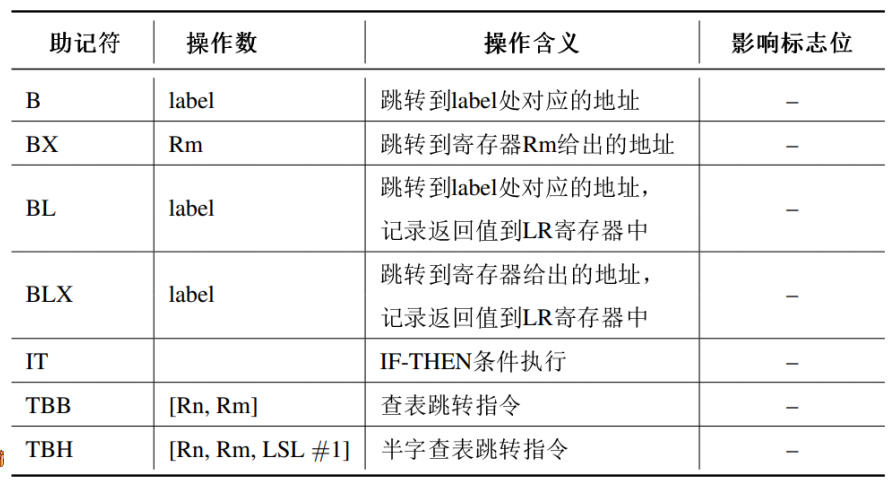 助记符 操作数 操作含义 影响标志位
B label 跳转到label处对应的地址 –
BX Rm 跳转到寄存器Rm给出的地址 –
BL label 跳转到label处对应的地址，
记录返回值到LR寄存器中 –
BLX label 跳转到寄存器给出的地址，
记录返回值到LR寄存器中 –
IT IF-THEN条件执行 –
TBB [Rn, Rm] 查表跳转指令 –
TBH [Rn, Rm, LSL #1] 半字查表跳转指令 –